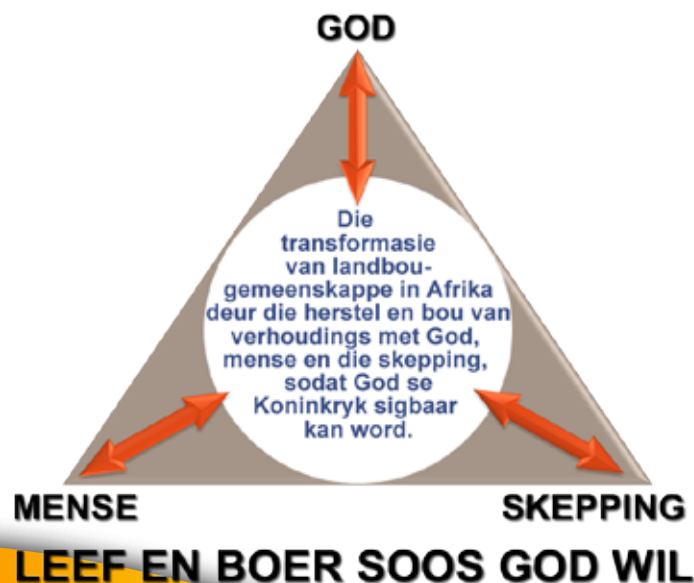 GOD
Die
transformasie
van landbou-
gemeenskappe in Afrika
deur die herstel en bou van
verhoudings met God,
mense en die skepping,
sodat God se
Koninkryk sigbaar
kan word.
MENSE
SKEPPING
LEEF EN BOER SOOS GOD WIL